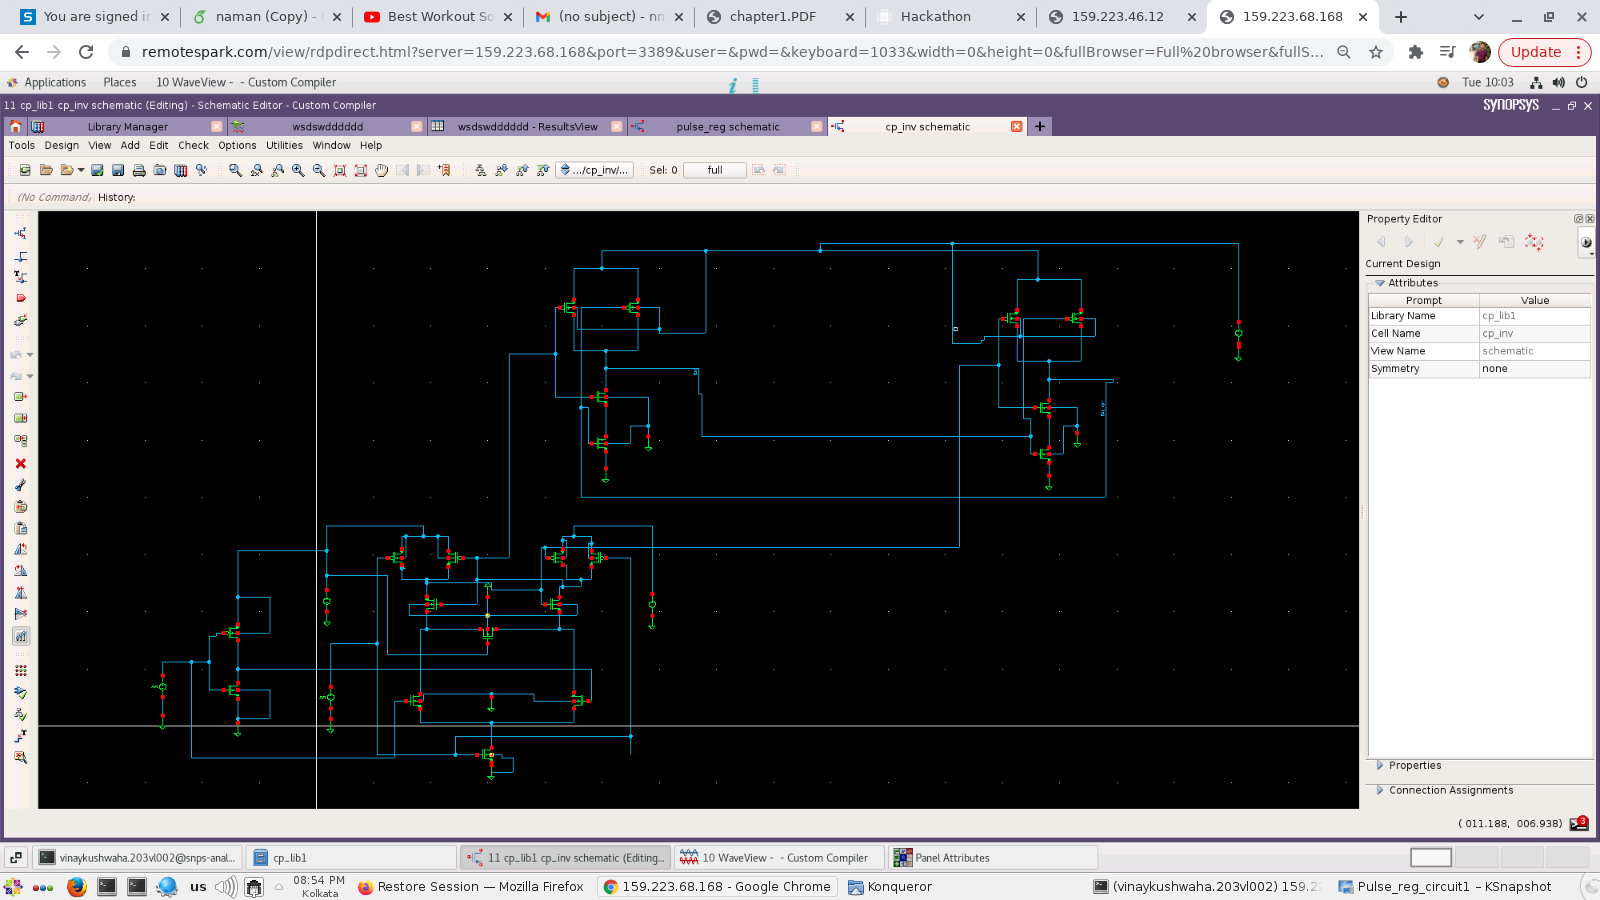 You are signed in
naman (Copy) -
Best Workout So
(no subject) - nn
chapter1.PDF
Hackathon
159.223.46.12
159.223.68.168
remotespark.com/view/rdpdirect.html?server=159.223.68.168&port=3389&user=&pwd=&keyboard=1033&width=0&height=0&fullBrowser=Full%20browser&fullS...
Update
Applications Places 10 WaveView - - Custom Compiler
Tue 10:03
11 cp_lib1 cp_inv schematic (Editing) - Schematic Editor - Custom Compiler
SYNOPSYS
Library Manager
wsdswdddddd
wsdswdddddd - ResultsView
pulse_reg schematic
cp_inv schematic
Tools Design View Add Edit Check Options Utilities Window Help
.../cp_inv/...
Sel: 0
full
(No Command) History:
Property Editor
Current Design
Attributes
Prompt Value
Library Name cp_lib1
Cell Name cp_inv
View Name schematic
Symmetry none
Properties
Connection Assignments
( 011.188, 006.938)
3
vinaykushwaha.203vl002@snps-anal...
cp_lib1
11 cp_lib1 cp_inv schematic (Editing...
10 WaveView - - Custom Compiler
Panel Attributes
us
08:54 PM
Kolkata
Restore Session — Mozilla Firefox
159.223.68.168 - Google Chrome
Konqueror
(vinaykushwaha.203vl002) 159.2
Pulse_reg_circuit1 – KSnapshot